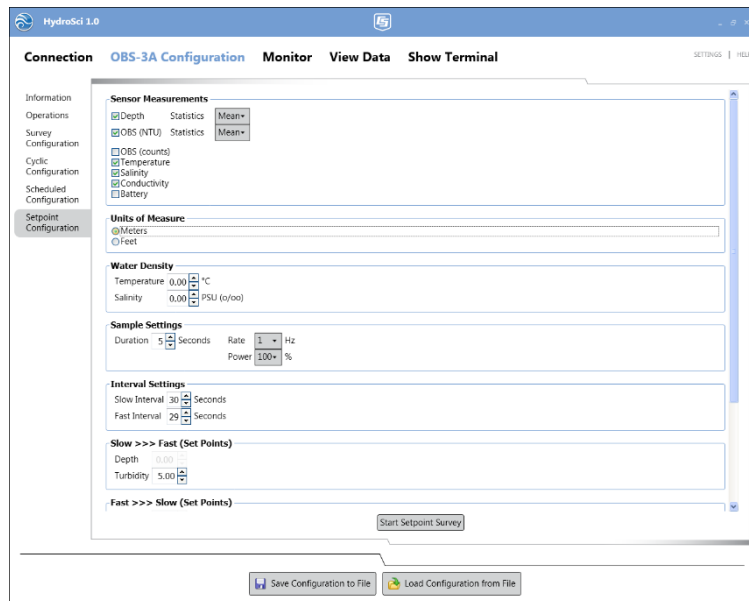 HydroSci 1.0
Connection OBS-3A Configuration Monitor View Data Show Terminal
SETTINGS | HEL
Information
Operations
Survey
Configuration
Cyclic
Configuration
Scheduled
Configuration
Setpoint
Configuration
Sensor Measurements
Depth Statistics Mean
OBS (NTU) Statistics Mean
OBS (counts)
Temperature
Salinity
Conductivity
Battery
Units of Measure
Meters
Feet
Water Density
Temperature 0.00 °C
Salinity 0.00 PSU (o/oo)
Sample Settings
Duration 5 Seconds Rate 1 Hz
Power 100 %
Interval Settings
Slow Interval 30 Seconds
Fast Interval 29 Seconds
Slow >>> Fast (Set Points)
Depth 0.00
Turbidity 5.00
Fast >>> Slow (Set Points)
Start Setpoint Survey
Save Configuration to File Load Configuration from File